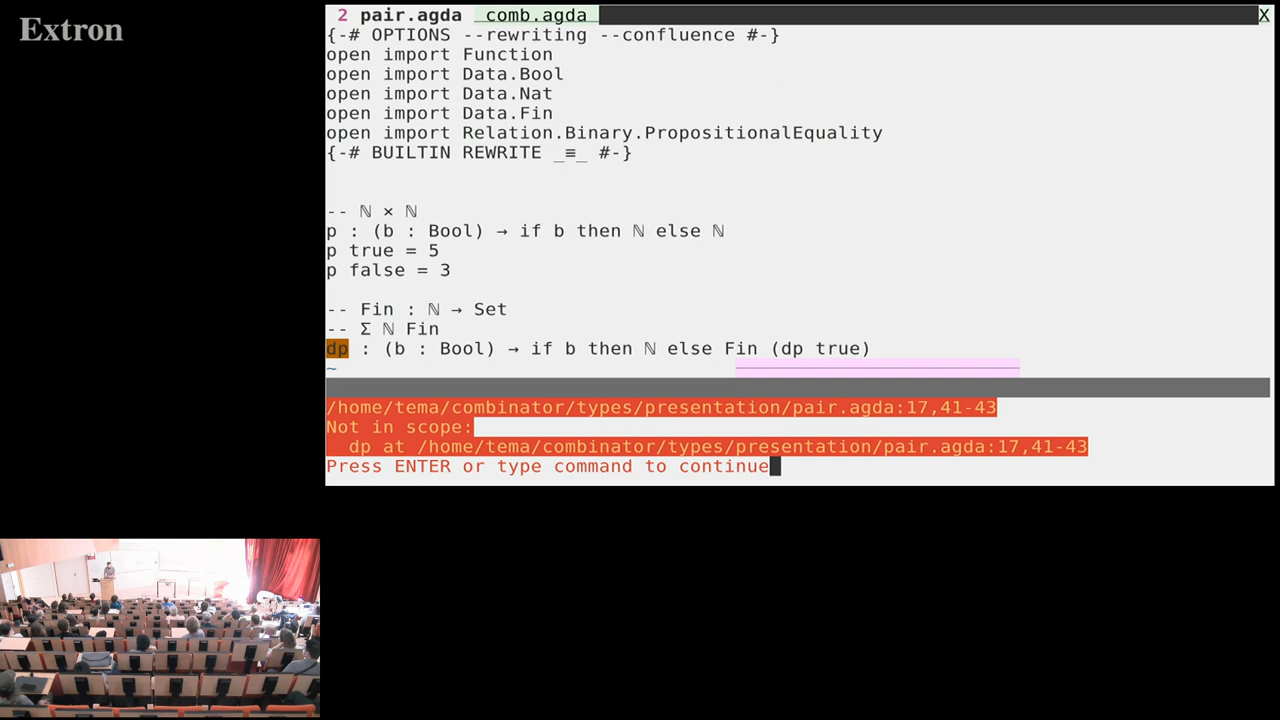 Extron
2 pair.agda comb.agda X
{-# OPTIONS --rewriting --confluence #-}
open import Function
open import Data.Bool
open import Data.Nat
open import Data.Fin
open import Relation.Binary.PropositionalEquality
{-# BUILTIN REWRITE _≡_ #-}
-- ℕ × ℕ
p : (b : Bool) → if b then ℕ else ℕ
p true = 5
p false = 3
-- Fin : ℕ → Set
-- Σ ℕ Fin
dp : (b : Bool) → if b then ℕ else Fin (dp true)
~
/home/tema/combinator/types/presentation/pair.agda:17,41-43
Not in scope:
dp at /home/tema/combinator/types/presentation/pair.agda:17,41-43
Press ENTER or type command to continue